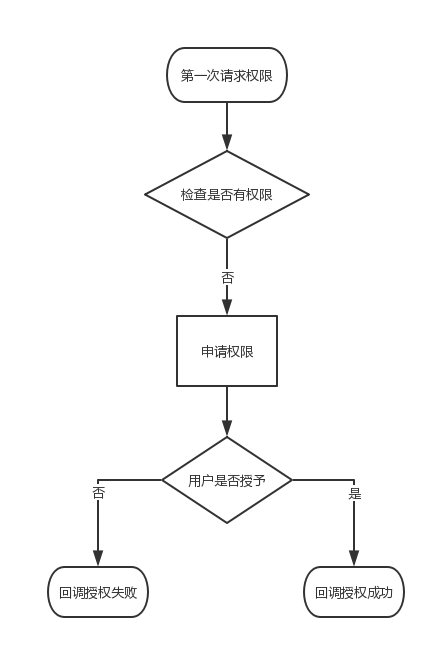 第一次请求权限
检查是否有权限
否
申请权限
用户是否授予
否
是
回调授权失败
回调授权成功